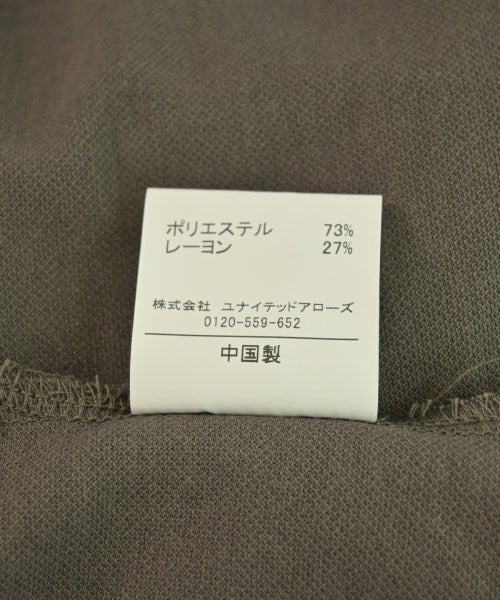 ポリエステル 73%
レーヨン 27%
株式会社 ユナイテッドアローズ
0120-559-652
中国製